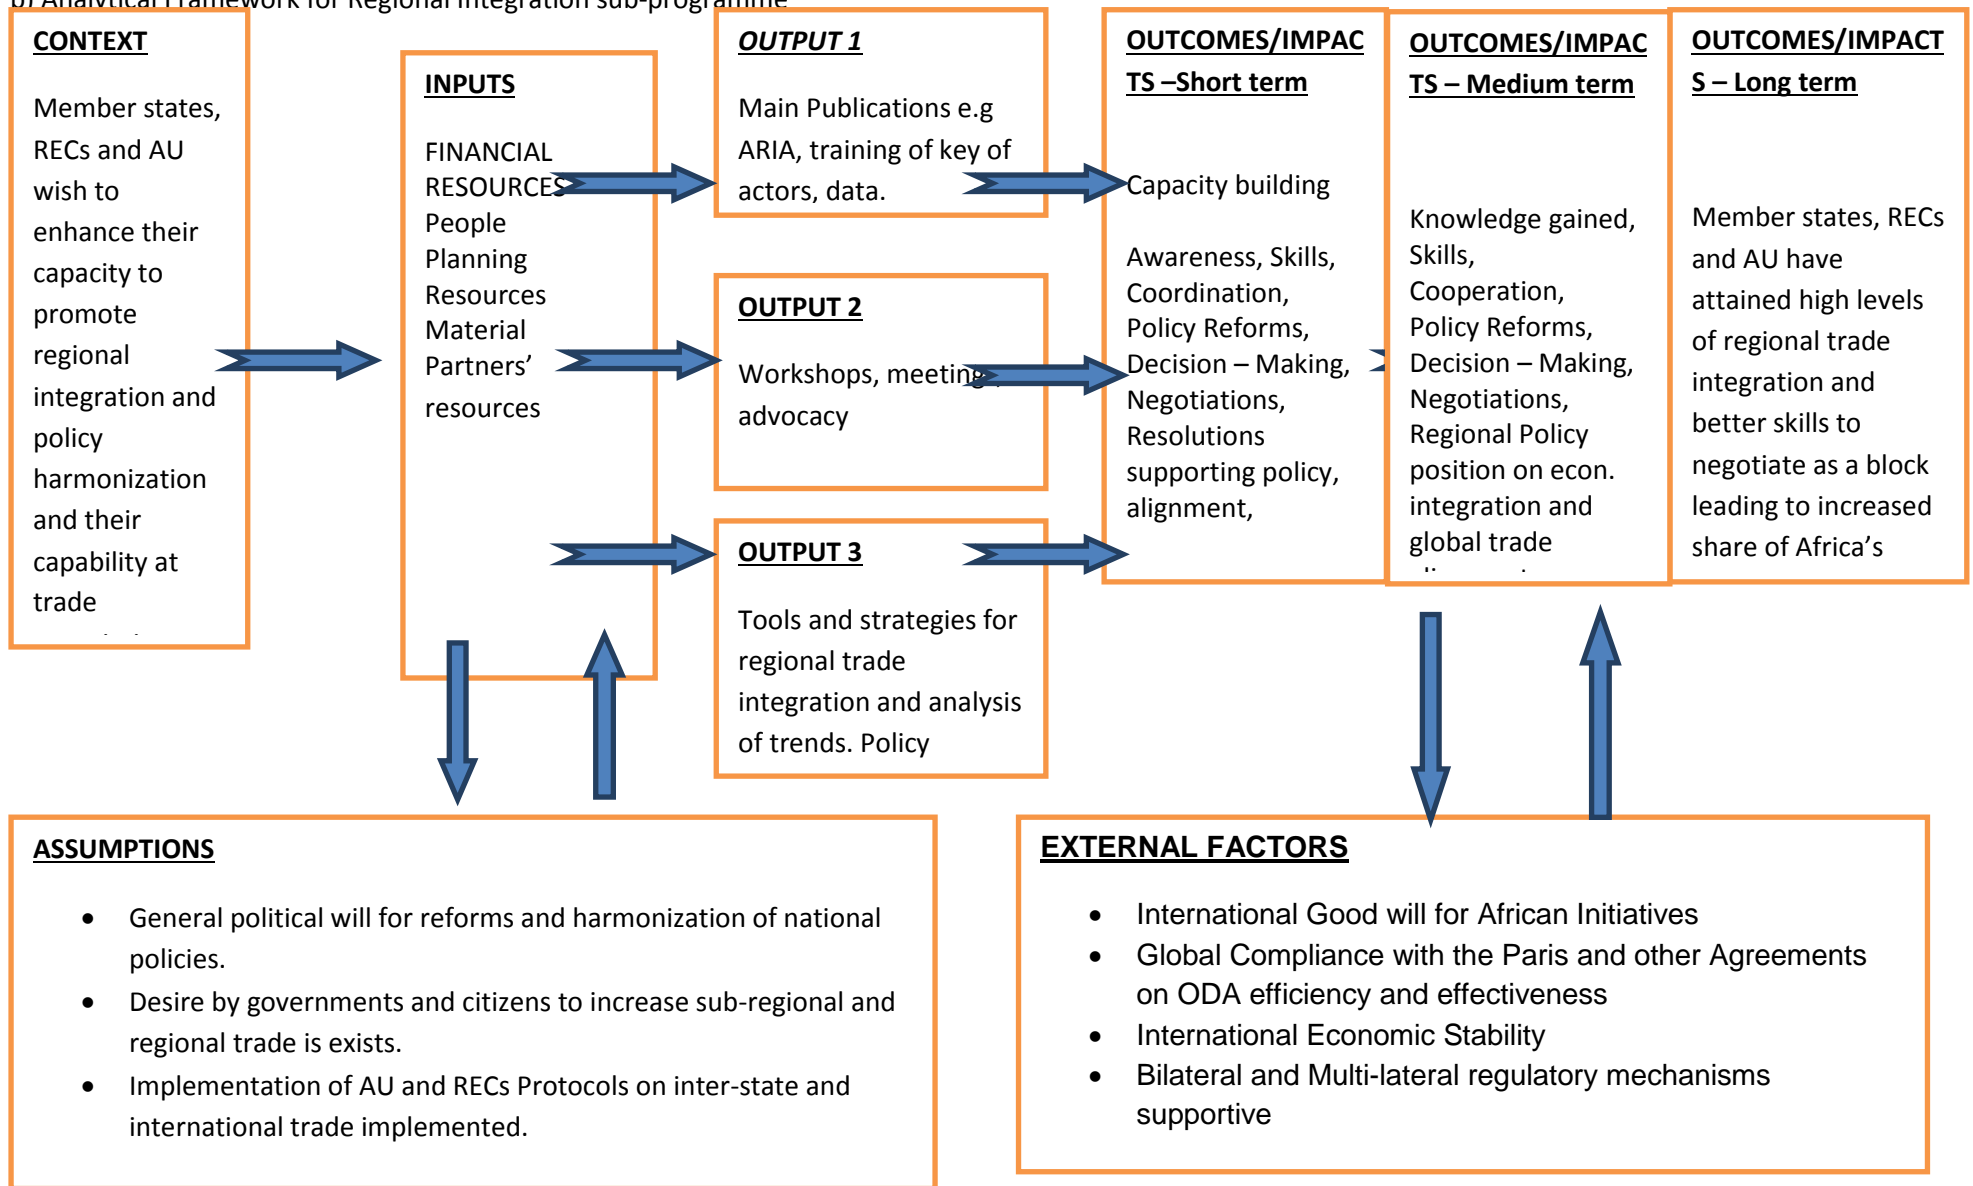 b) Analytical Framework for Regional Integration sub-programme
CONTEXT
Member states,
RECs and AU
wish to
enhance their
capacity to
promote
regional
integration and
policy
harmonization
and their
capability at
trade
INPUTS
FINANCIAL
RESOURCES
People
Planning
Resources
Material
Partners’
resources
OUTPUT 1
Main Publications e.g
ARIA, training of key of
actors, data.
OUTPUT 2
Workshops, meetings,
advocacy
OUTPUT 3
Tools and strategies for
regional trade
integration and analysis
of trends. Policy
OUTCOMES/IMPAC
TS –Short term
Capacity building
Awareness, Skills,
Coordination,
Policy Reforms,
Decision – Making,
Negotiations,
Resolutions
supporting policy,
alignment,
OUTCOMES/IMPAC
TS – Medium term
Knowledge gained,
Skills,
Cooperation,
Policy Reforms,
Decision – Making,
Negotiations,
Regional Policy
position on econ.
integration and
global trade
OUTCOMES/IMPACT
S – Long term
Member states, RECs
and AU have
attained high levels
of regional trade
integration and
better skills to
negotiate as a block
leading to increased
share of Africa’s
ASSUMPTIONS
• General political will for reforms and harmonization of national
policies.
• Desire by governments and citizens to increase sub-regional and
regional trade is exists.
• Implementation of AU and RECs Protocols on inter-state and
international trade implemented.
EXTERNAL FACTORS
• International Good will for African Initiatives
• Global Compliance with the Paris and other Agreements
on ODA efficiency and effectiveness
• International Economic Stability
• Bilateral and Multi-lateral regulatory mechanisms
supportive